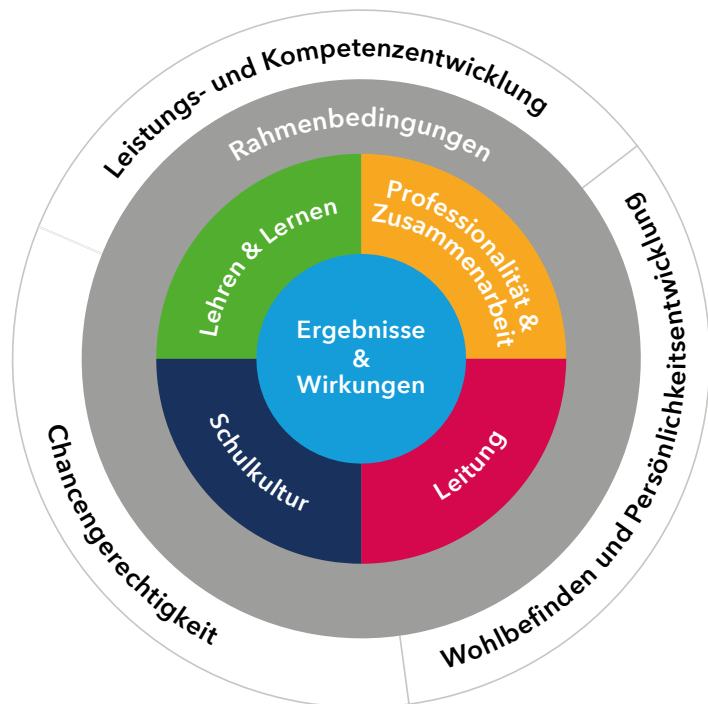 Leistungs- und Kompetenzentwicklung
Rahmenbedingungen
Lehren & Lernen
Professionalität &
Zusammenarbeit
Ergebnisse
&
Wirkungen
Schulkultur
Leitung
Chancengerechtigkeit
Wohlbefinden und Persönlichkeitsentwicklung